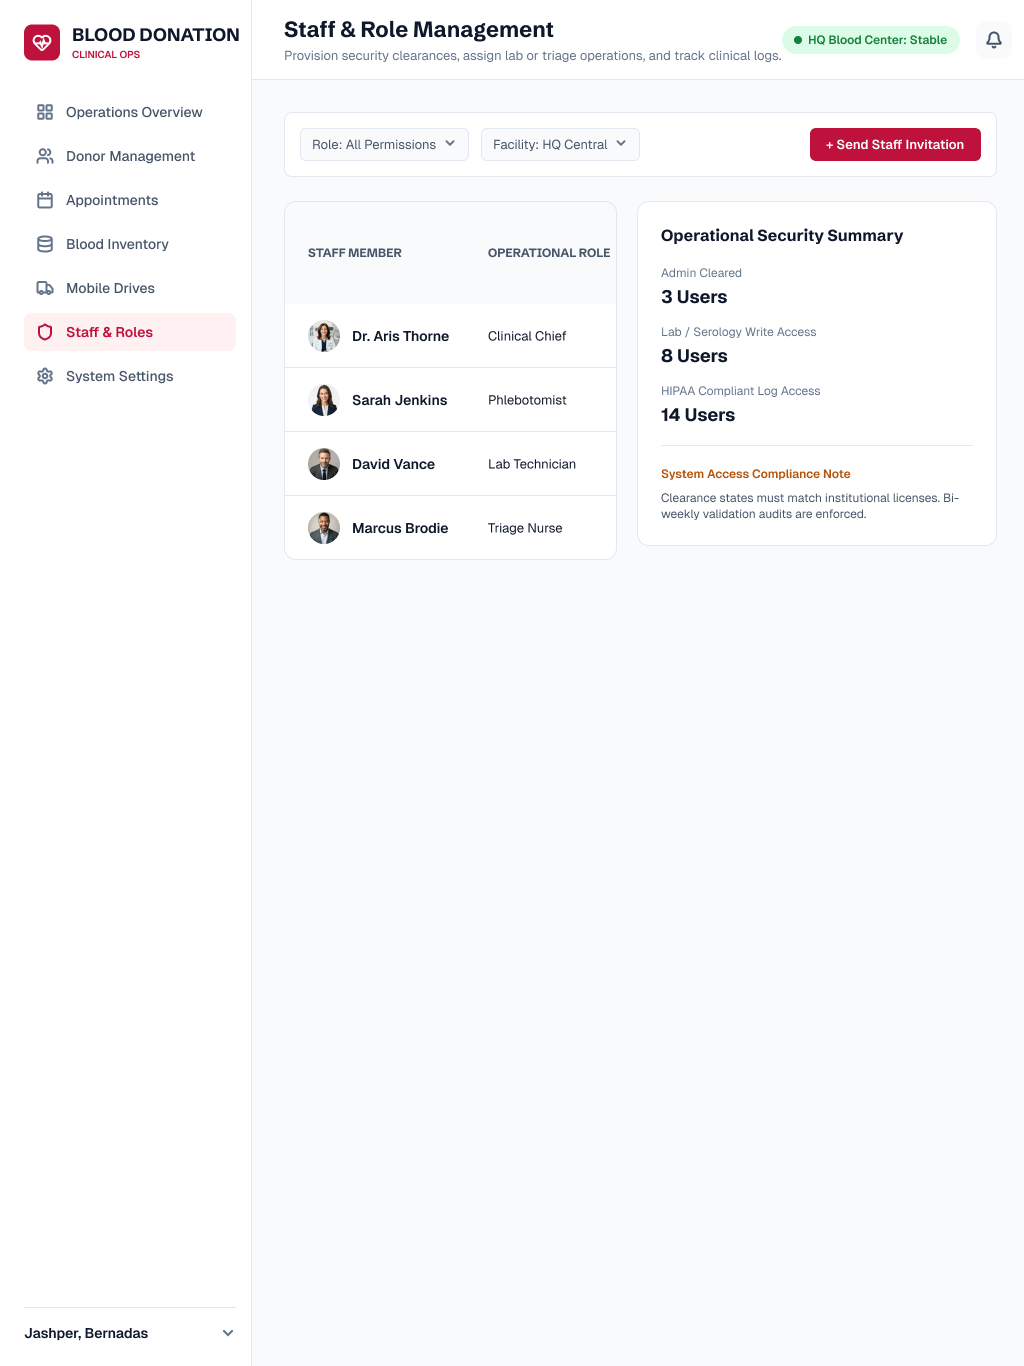 BLOOD DONATION
CLINICAL OPS
Operations Overview
Donor Management
Appointments
Blood Inventory
Mobile Drives
Staff & Roles
System Settings
Jashper, Bernadas
Staff & Role Management
Provision security clearances, assign lab or triage operations, and track clinical logs.
HQ Blood Center: Stable
Role: All Permissions
Facility: HQ Central
+ Send Staff Invitation
STAFF MEMBER OPERATIONAL ROLE
Dr. Aris Thorne Clinical Chief
Sarah Jenkins Phlebotomist
David Vance Lab Technician
Marcus Brodie Triage Nurse
Operational Security Summary
Admin Cleared
3 Users
Lab / Serology Write Access
8 Users
HIPAA Compliant Log Access
14 Users
System Access Compliance Note
Clearance states must match institutional licenses. Bi-
weekly validation audits are enforced.